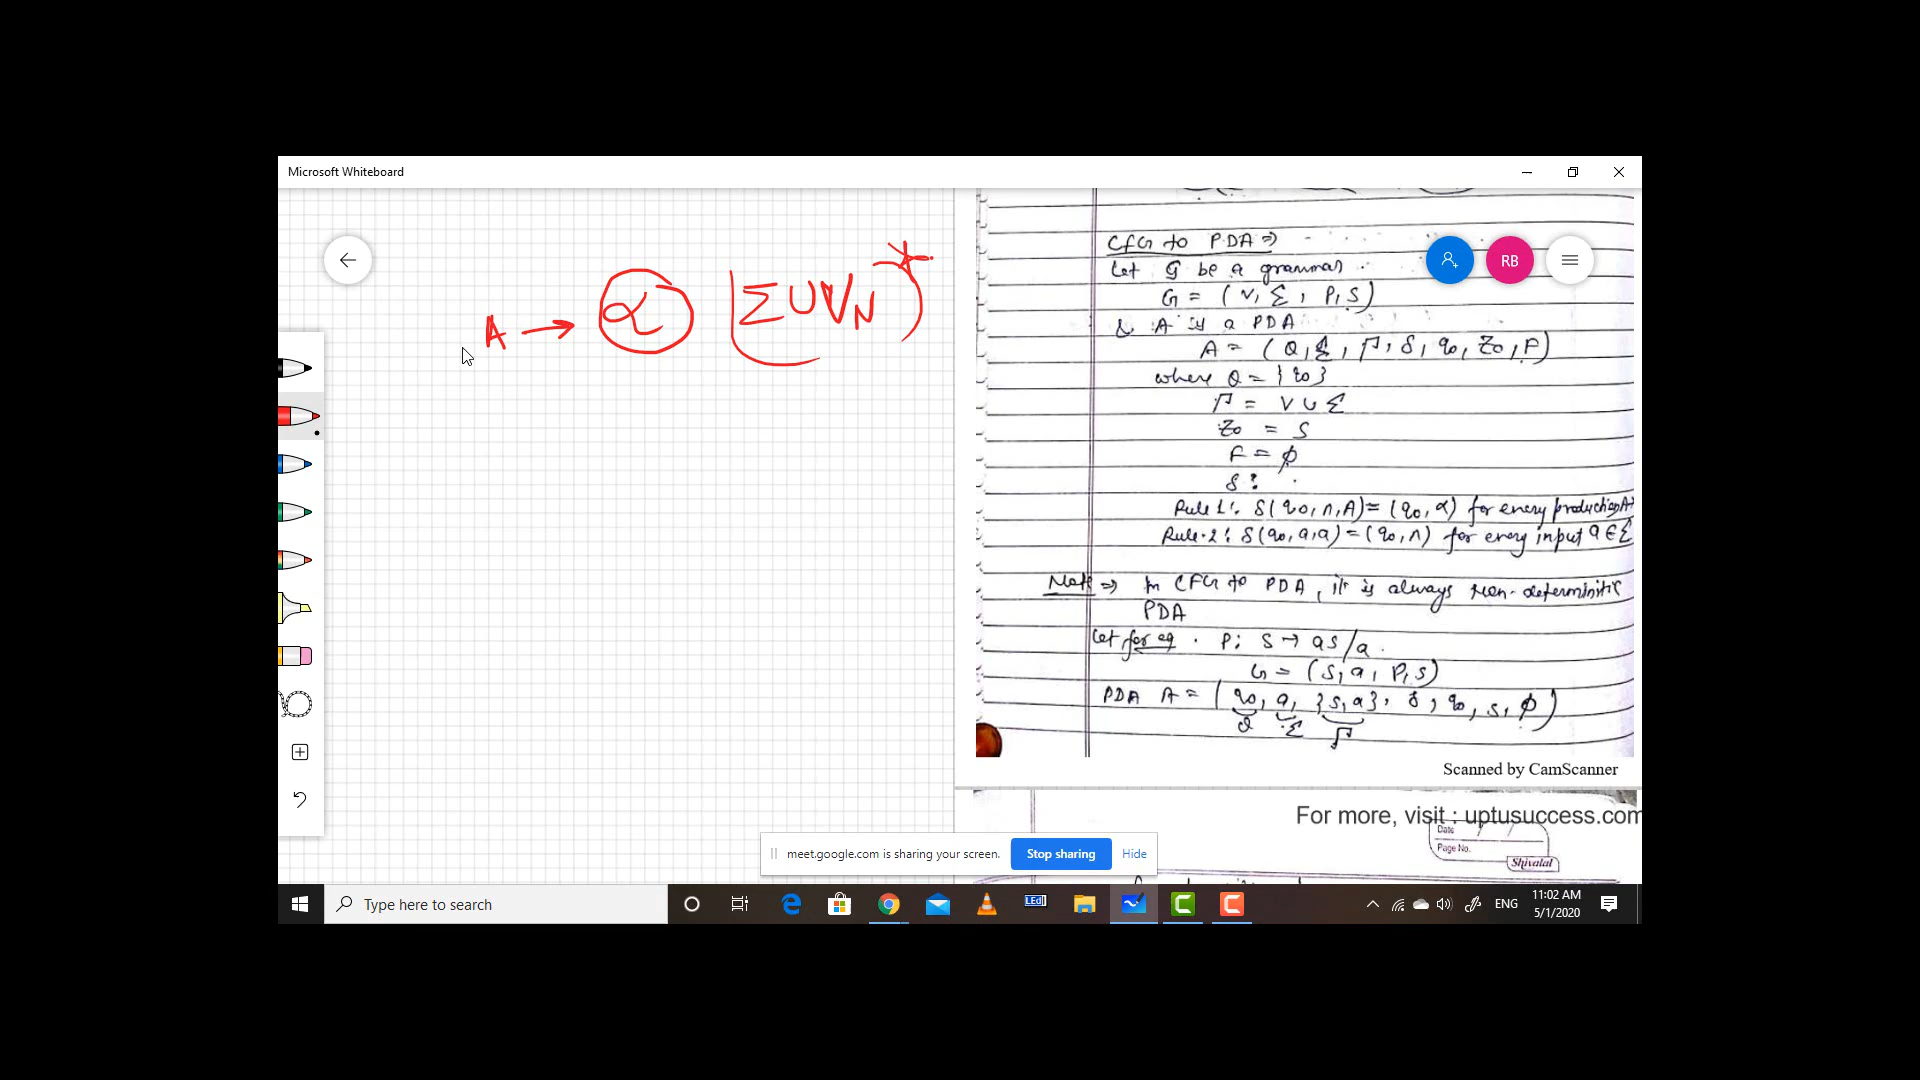 Microsoft Whiteboard
A → α (Σ U V_N)*
CFG to PDA ⇒
Let G be a grammar
G = (V, Σ, P, S)
& A is a PDA
A = (Q, Σ, Γ, δ, q0, Z0, F)
where Q = {q0}
Γ = V ∪ Σ
Z0 = S
F = φ
δ :
Rule 1: δ(q0, ∧, A) = (q0, α) for every production A→
Rule 2: δ(q0, a, a) = (q0, ∧) for every input a ∈ Σ
Note ⇒ In CFG to PDA, it is always Non-deterministic
PDA
Let for eg. P: S → aS/a
G = (S, a, P, S)
PDA A = (q0, a, {S, a}, δ, q0, S, φ)
Q Σ Γ
RB
Scanned by CamScanner
For more, visit : uptusuccess.com
Date
Page No.
Shivalal
meet.google.com is sharing your screen.
Stop sharing
Hide
Type here to search
LEd
ENG
11:02 AM
5/1/2020